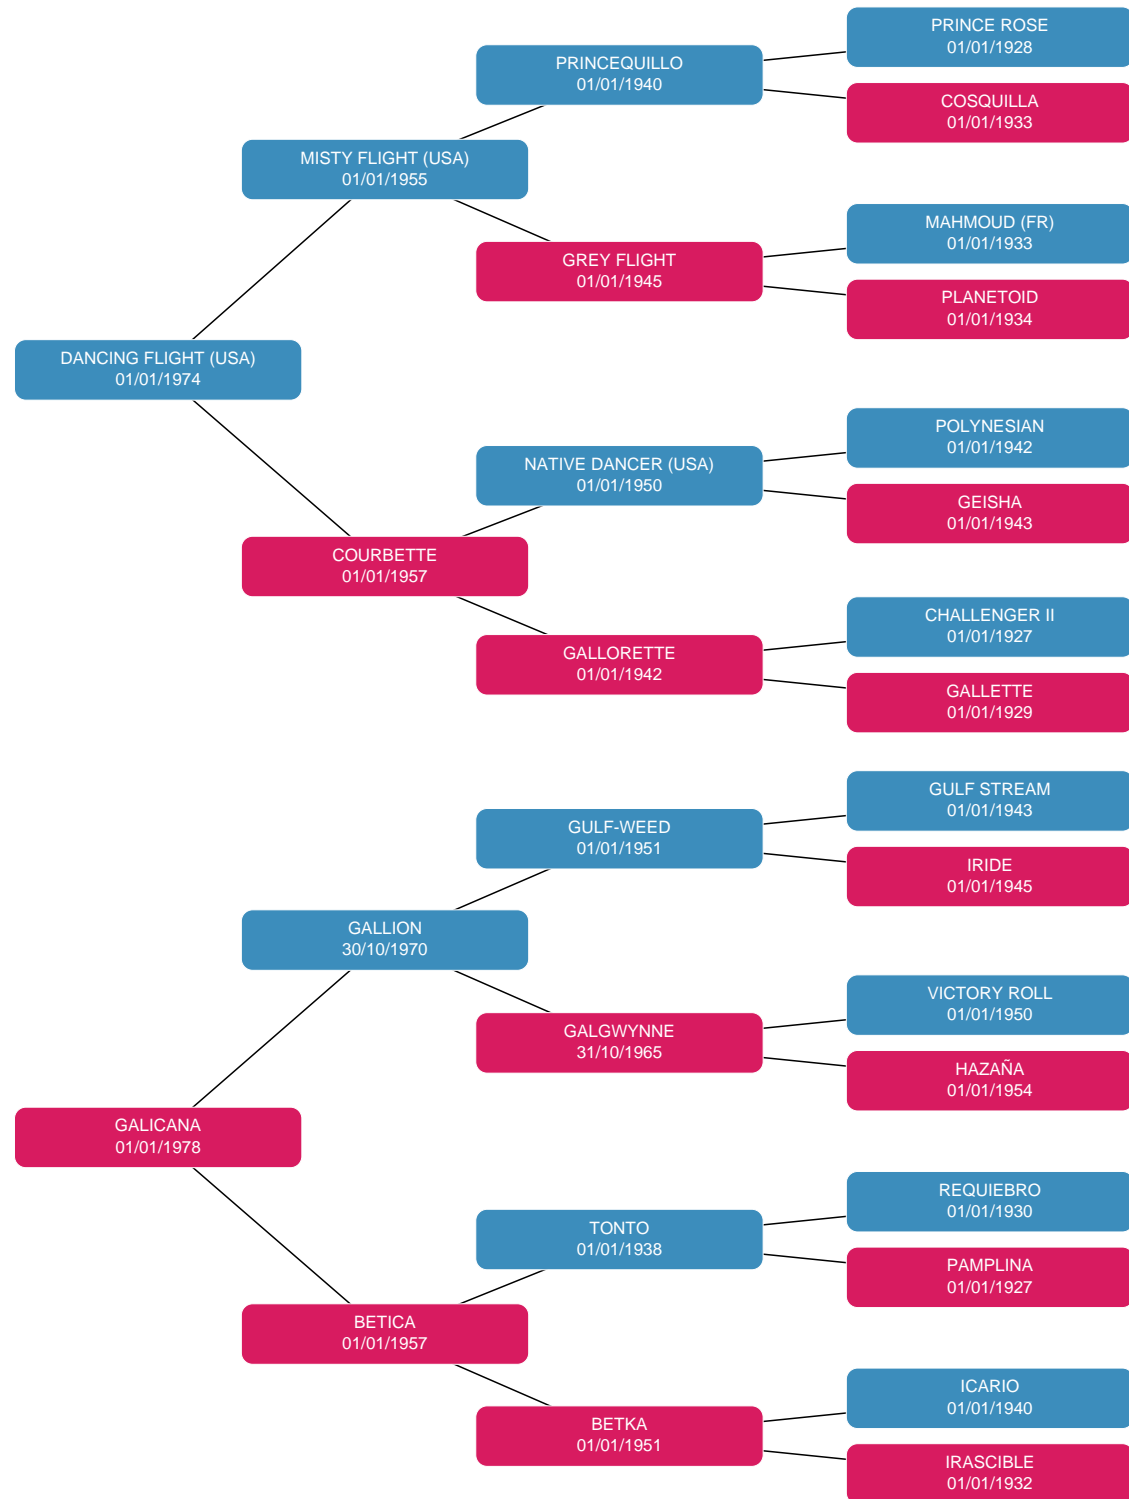 PRINCE ROSE
01/01/1928
PRINCEQUILLO
01/01/1940
COSQUILLA
01/01/1933
MISTY FLIGHT (USA)
01/01/1955
MAHMOUD (FR)
01/01/1933
GREY FLIGHT
01/01/1945
PLANETOID
01/01/1934
DANCING FLIGHT (USA)
01/01/1974
POLYNESIAN
01/01/1942
NATIVE DANCER (USA)
01/01/1950
GEISHA
01/01/1943
COURBETTE
01/01/1957
CHALLENGER II
01/01/1927
GALLORETTE
01/01/1942
GALLETTE
01/01/1929
GULF STREAM
01/01/1943
GULF-WEED
01/01/1951
IRIDE
01/01/1945
GALLION
30/10/1970
VICTORY ROLL
01/01/1950
GALGWYNNE
31/10/1965
HAZAÑA
01/01/1954
GALICANA
01/01/1978
REQUIEBRO
01/01/1930
TONTO
01/01/1938
PAMPLINA
01/01/1927
BETICA
01/01/1957
ICARIO
01/01/1940
BETKA
01/01/1951
IRASCIBLE
01/01/1932